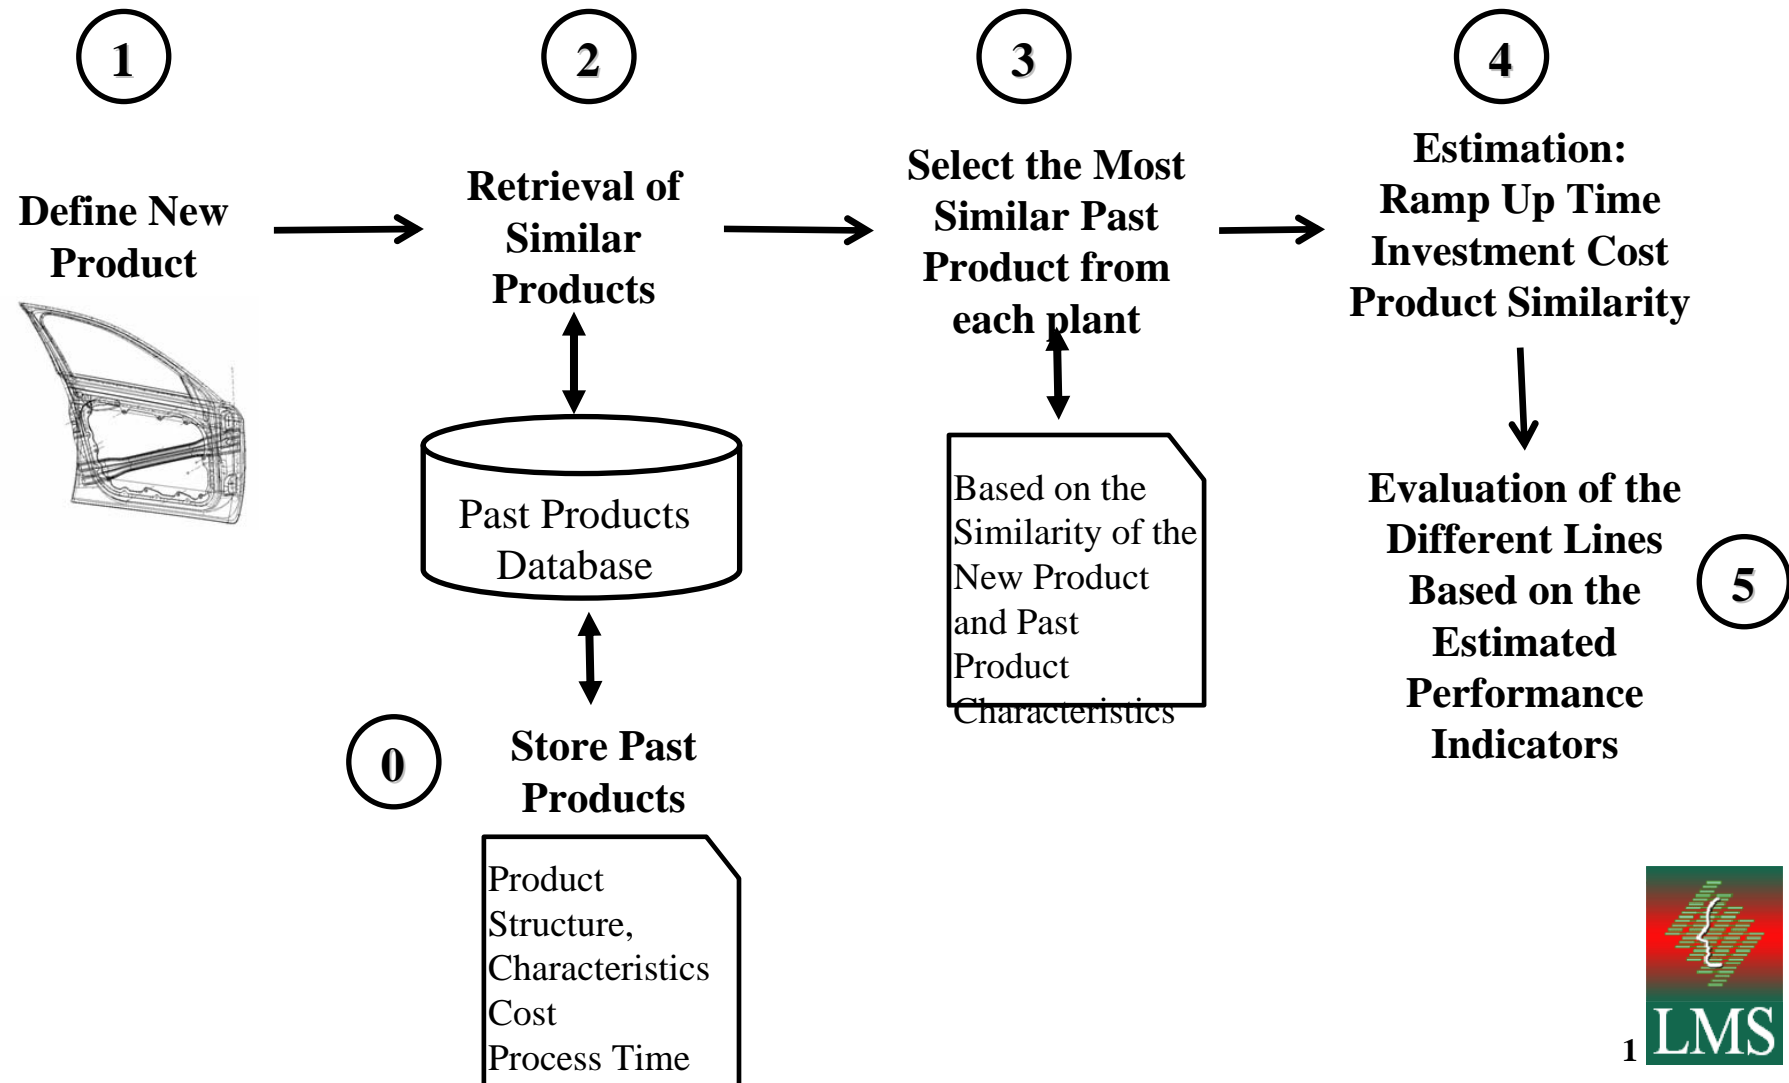 1
2
3
4
Define New
Product
Retrieval of
Similar
Products
Select the Most
Similar Past
Product from
each plant
Estimation:
Ramp Up Time
Investment Cost
Product Similarity
Past Products
Database
Based on the
Similarity of the
New Product
and Past
Product
Characteristics
Evaluation of the
Different Lines
Based on the
Estimated
Performance
Indicators
5
0
Store Past
Products
Product
Structure,
Characteristics
Cost
Process Time
1
LMS